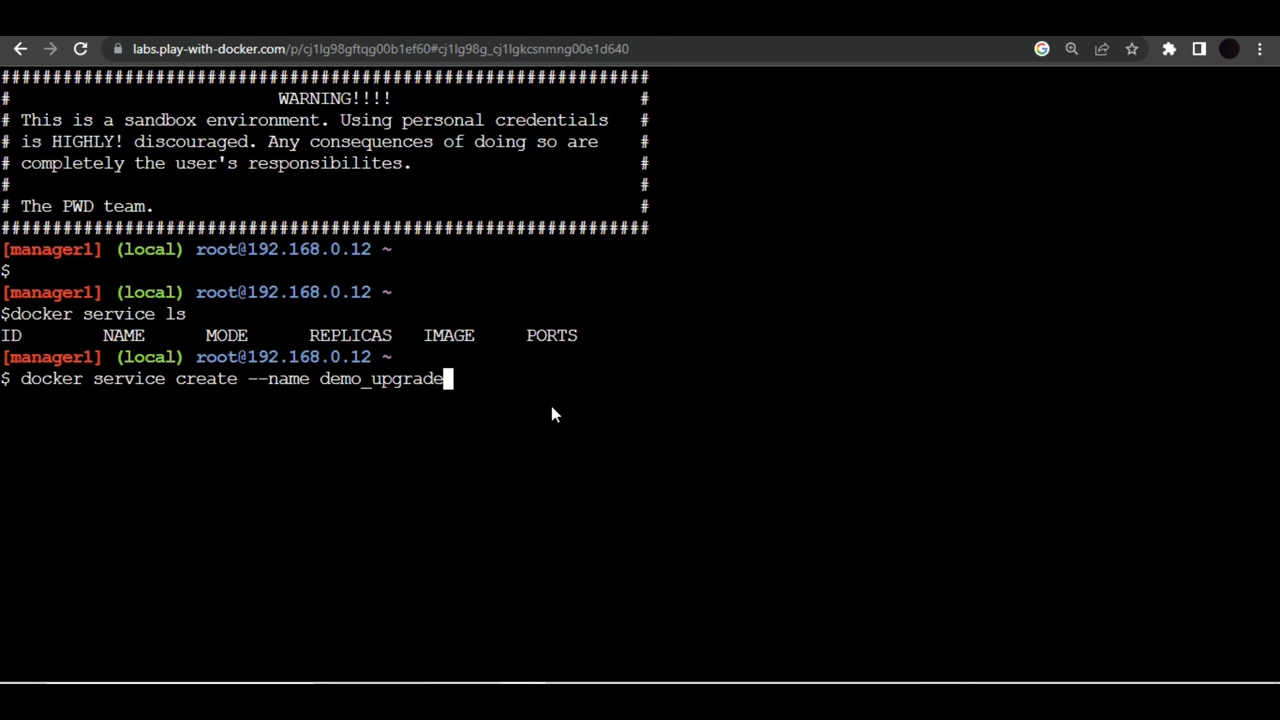 labs.play-with-docker.com/p/cj1lg98gftqg00b1ef60#cj1lg98g_cj1lgkcsnmng00e1d640
###############################################################
# WARNING!!!! #
# This is a sandbox environment. Using personal credentials #
# is HIGHLY! discouraged. Any consequences of doing so are #
# completely the user's responsibilites. #
# #
# The PWD team. #
###############################################################
[manager1] (local) root@192.168.0.12 ~
$
[manager1] (local) root@192.168.0.12 ~
$docker service ls
ID NAME MODE REPLICAS IMAGE PORTS
[manager1] (local) root@192.168.0.12 ~
$ docker service create --name demo_upgrade